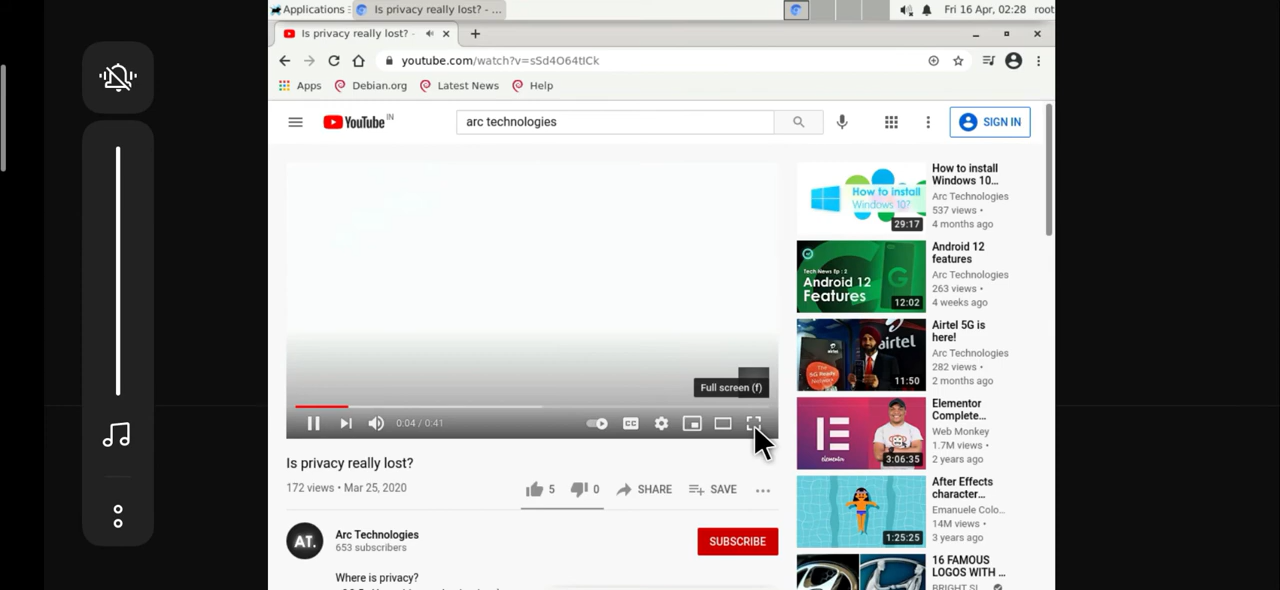 Applications
Is privacy really lost? - ...
Fri 16 Apr, 02:28
root
Is privacy really lost? -
youtube.com/watch?v=sSd4O64tICk
Apps
Debian.org
Latest News
Help
YouTube IN
arc technologies
SIGN IN
Full screen (f)
0:04 / 0:41
CC
Is privacy really lost?
172 views • Mar 25, 2020
5
0
SHARE
SAVE
AT.
Arc Technologies
653 subscribers
SUBSCRIBE
Where is privacy?
How to install
Windows 10?
29:17
How to install
Windows 10...
Arc Technologies
537 views •
4 months ago
Tech News Ep : 2
Android 12
Features
12:02
Android 12
features
Arc Technologies
263 views •
4 weeks ago
airtel
11:50
Airtel 5G is
here!
Arc Technologies
282 views •
2 months ago
elementor
3:06:35
Elementor
Complete...
Web Monkey
1.7M views •
2 years ago
1:25:25
After Effects
character...
Emanuele Colo...
14M views •
3 years ago
16 FAMOUS
LOGOS WITH ...